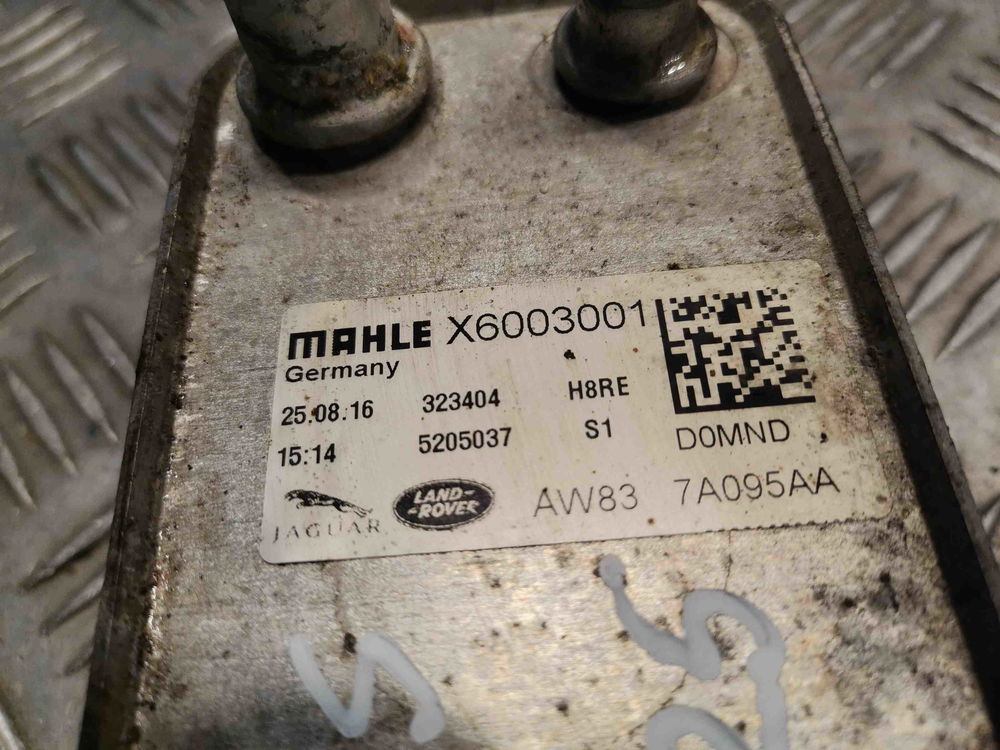 MAHLE X6003001
Germany
25.08.16 323404 H8RE
15:14 5205037 S1
D0MND
JAGUAR LAND-ROVER AW83 7A095AA